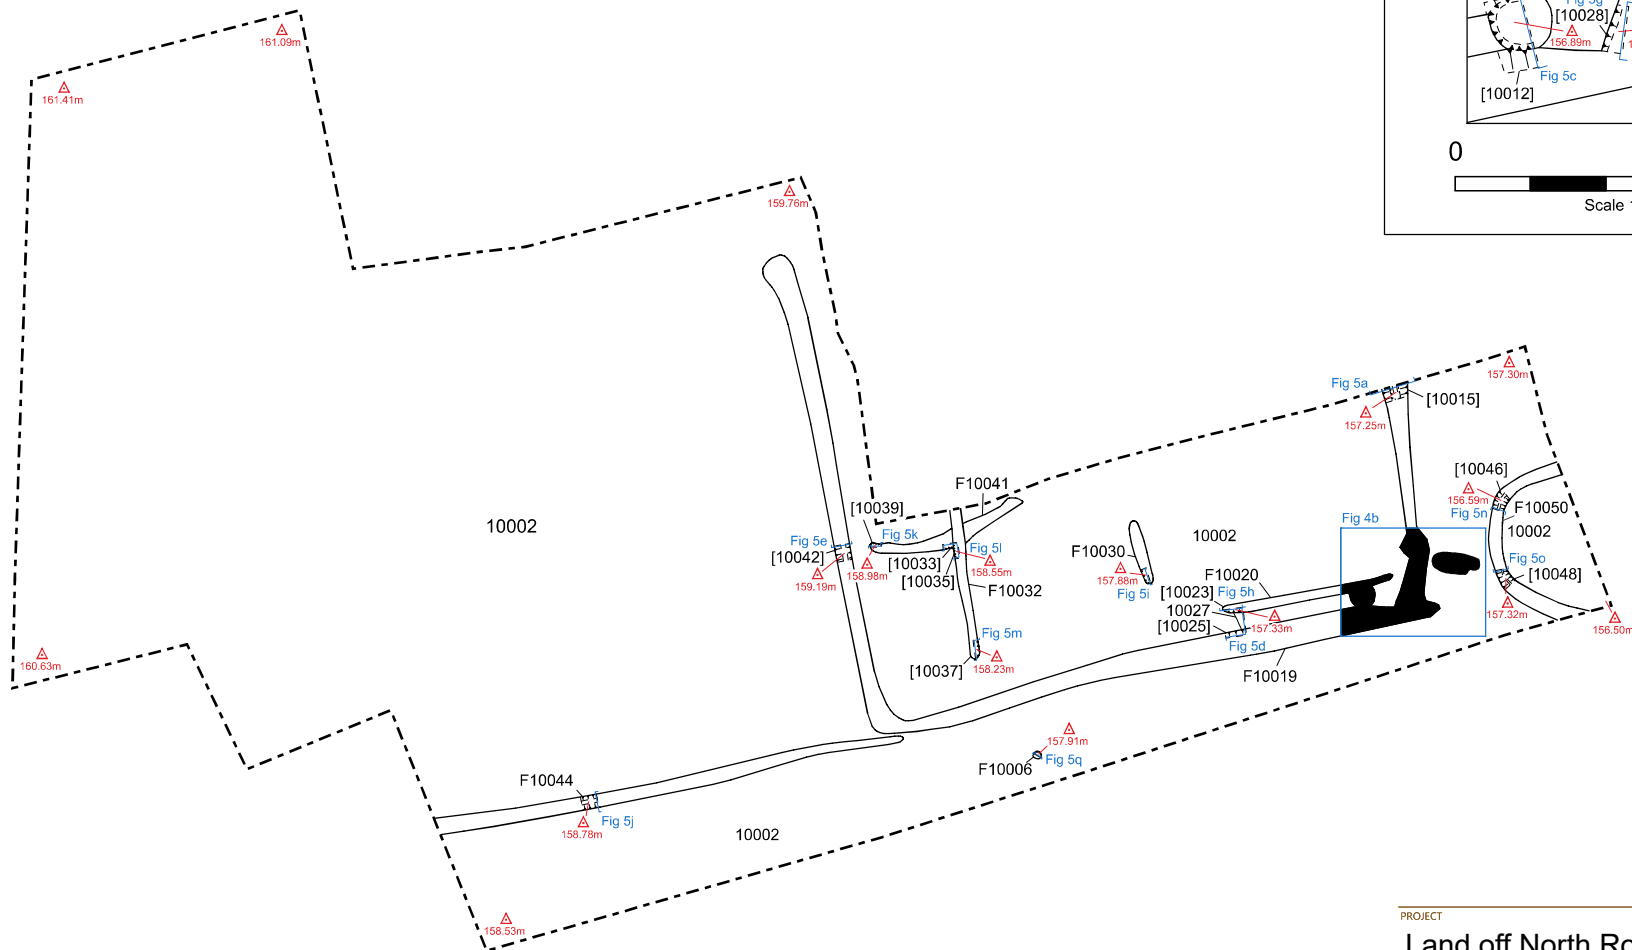 Fig 5g
[10028]
156.89m
Fig 5c
[10012]
0
161.09m
161.41m
159.76m
Fig 5a
157.30m
[10015]
157.25m
[10046]
156.59m
Fig 5n
F10050
10002
Fig 4b
F10041
[10039]
Fig 5k
10002
Fig 5e
[10042]
159.19m
158.98m
[10033]
[10035]
Fig 5l
158.55m
F10032
10002
F10030
157.88m
Fig 5i
F10020
Fig 5h
[10023]
10027
[10025]
157.33m
Fig 5d
Fig 5o
[10048]
157.32m
156.50m
Fig 5m
158.23m
[10037]
160.63m
F10019
157.91m
F10006
Fig 5q
F10044
158.78m
Fig 5j
10002
158.53m
Scale
PROJECT
Land off North